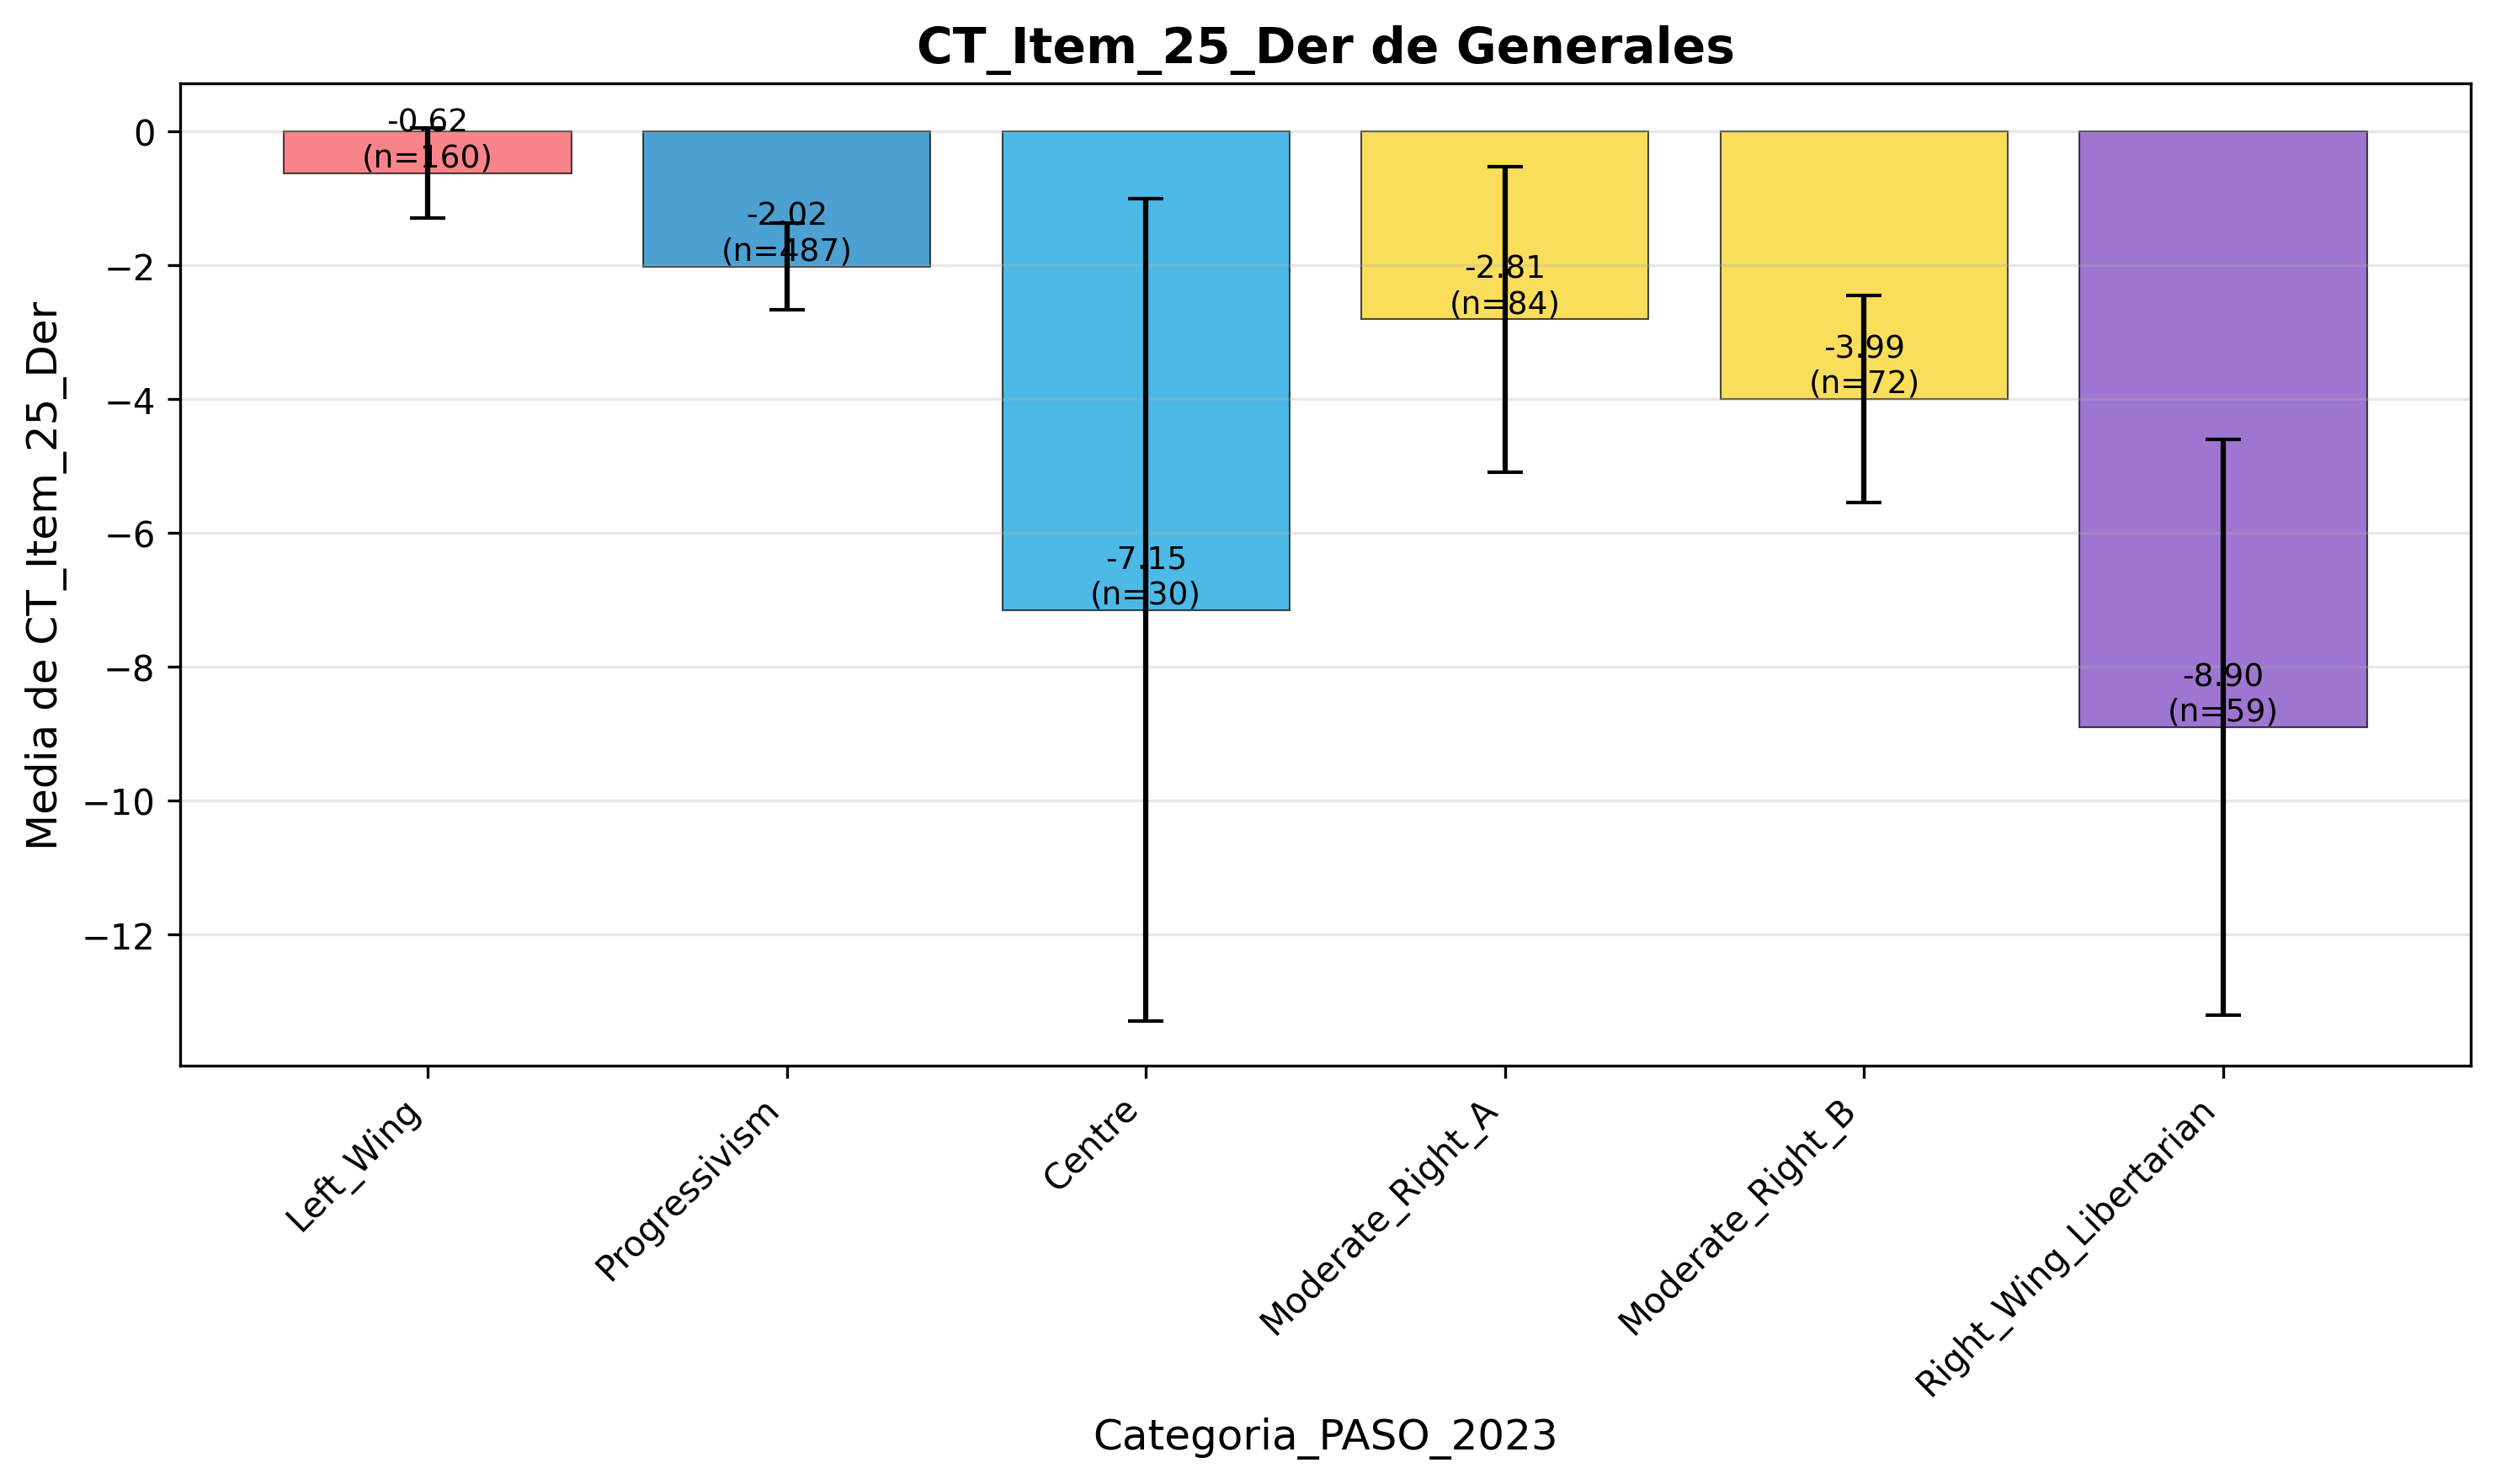 CT_Item_25_Der de Generales
Media de CT_Item_25_Der
0
−2
−4
−6
−8
−10
−12
-0.62
(n=160)
-2.02
(n=487)
-7.15
(n=30)
-2.81
(n=84)
-3.99
(n=72)
-8.90
(n=59)
Left_Wing
Progressivism
Centre
Moderate_Right_A
Moderate_Right_B
Right_Wing_Libertarian
Categoria_PASO_2023